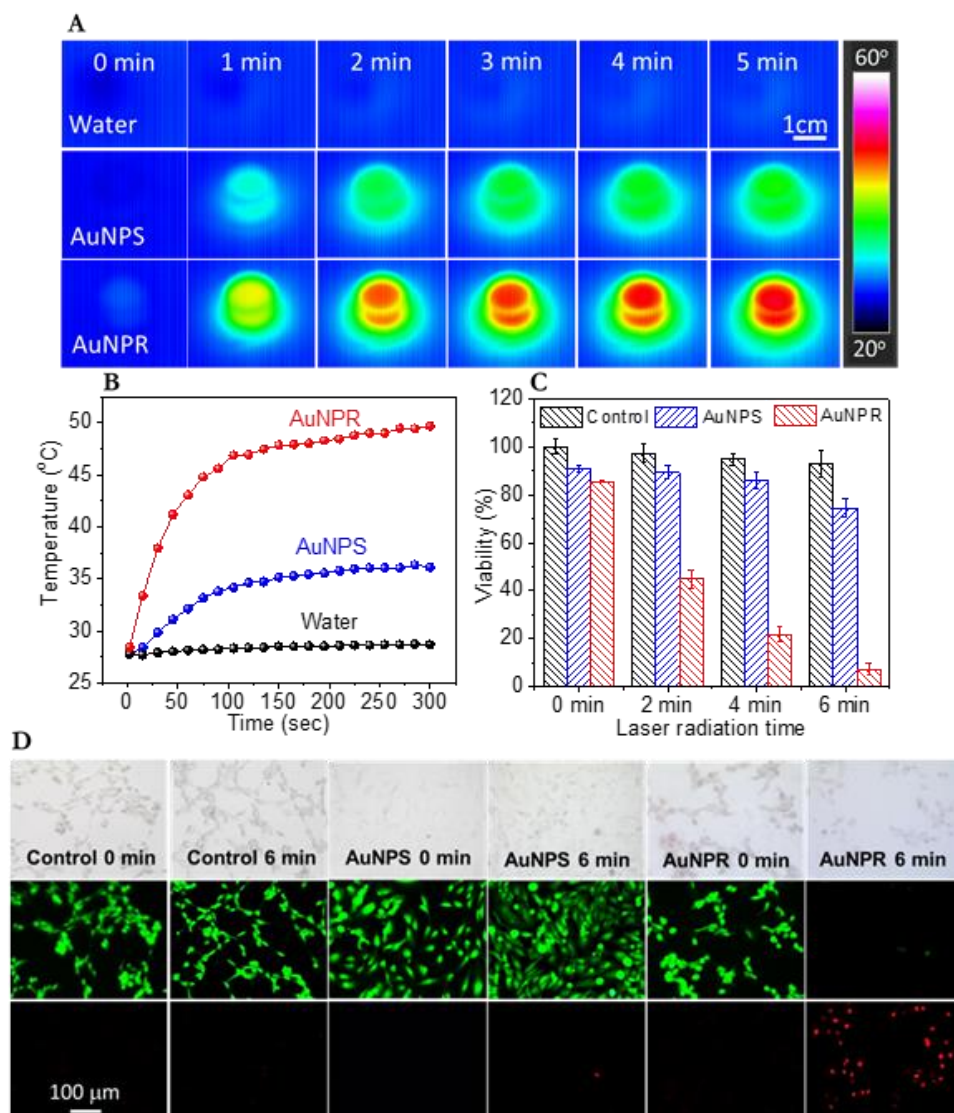 A
0 min 1 min 2 min 3 min 4 min 5 min 60°
Water 1cm
AuNPS
AuNPR 20°
B
50
45
40
35
30
25
Temperature (°C)
AuNPR
AuNPS
Water
0 50 100 150 200 250 300
Time (sec)
C
120
100
80
60
40
20
0
Viability (%)
Control AuNPS AuNPR
0 min 2 min 4 min 6 min
Laser radiation time
D
Control 0 min Control 6 min AuNPS 0 min AuNPS 6 min AuNPR 0 min AuNPR 6 min
100 μm